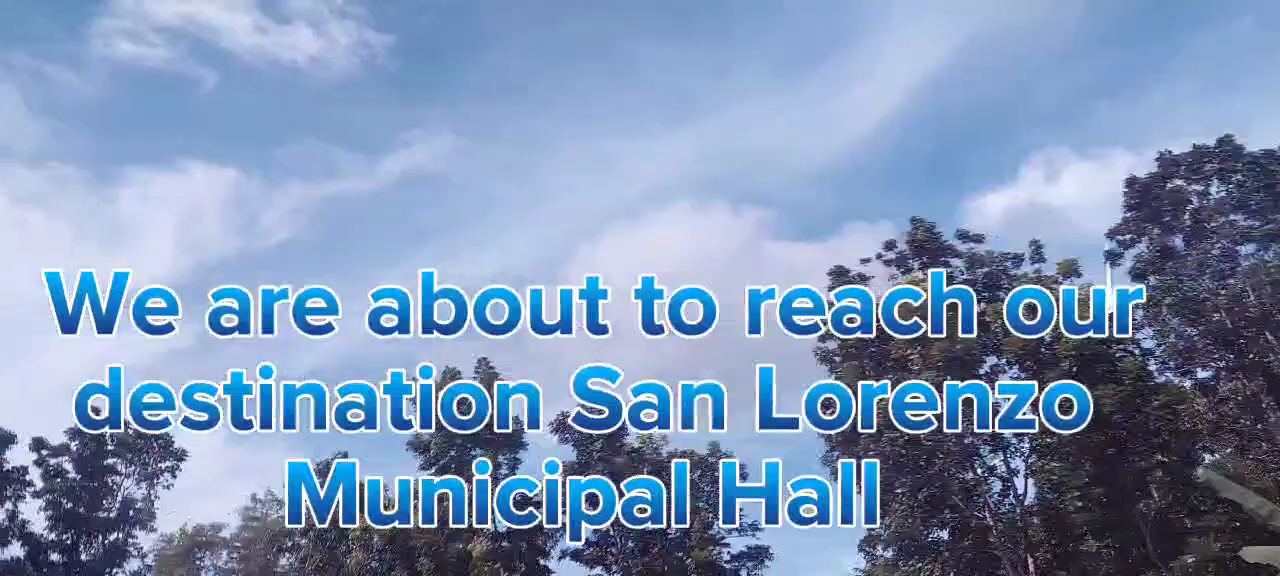 We are about to reach our
destination San Lorenzo
Municipal Hall